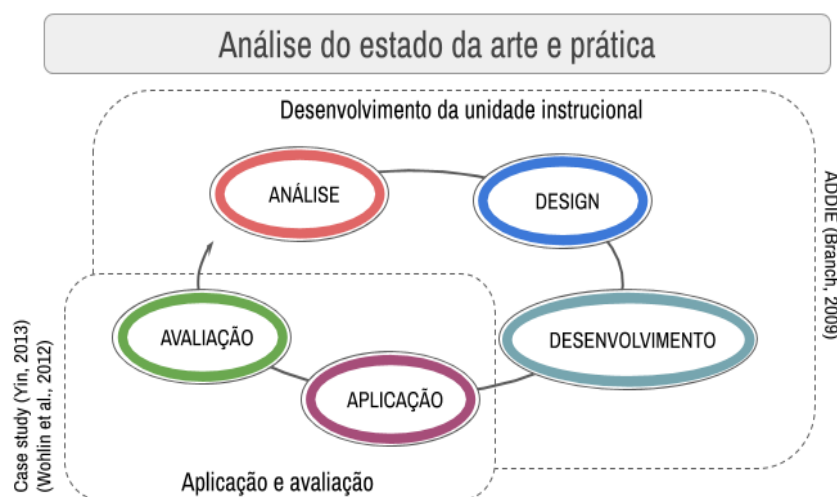 Análise do estado da arte e prática
Desenvolvimento da unidade instrucional
ANÁLISE
DESIGN
ADDIE (Branch, 2009)
AVALIAÇÃO
DESENVOLVIMENTO
APLICAÇÃO
Case study (Yin, 2013)
(Wohlin et al., 2012)
Aplicação e avaliação